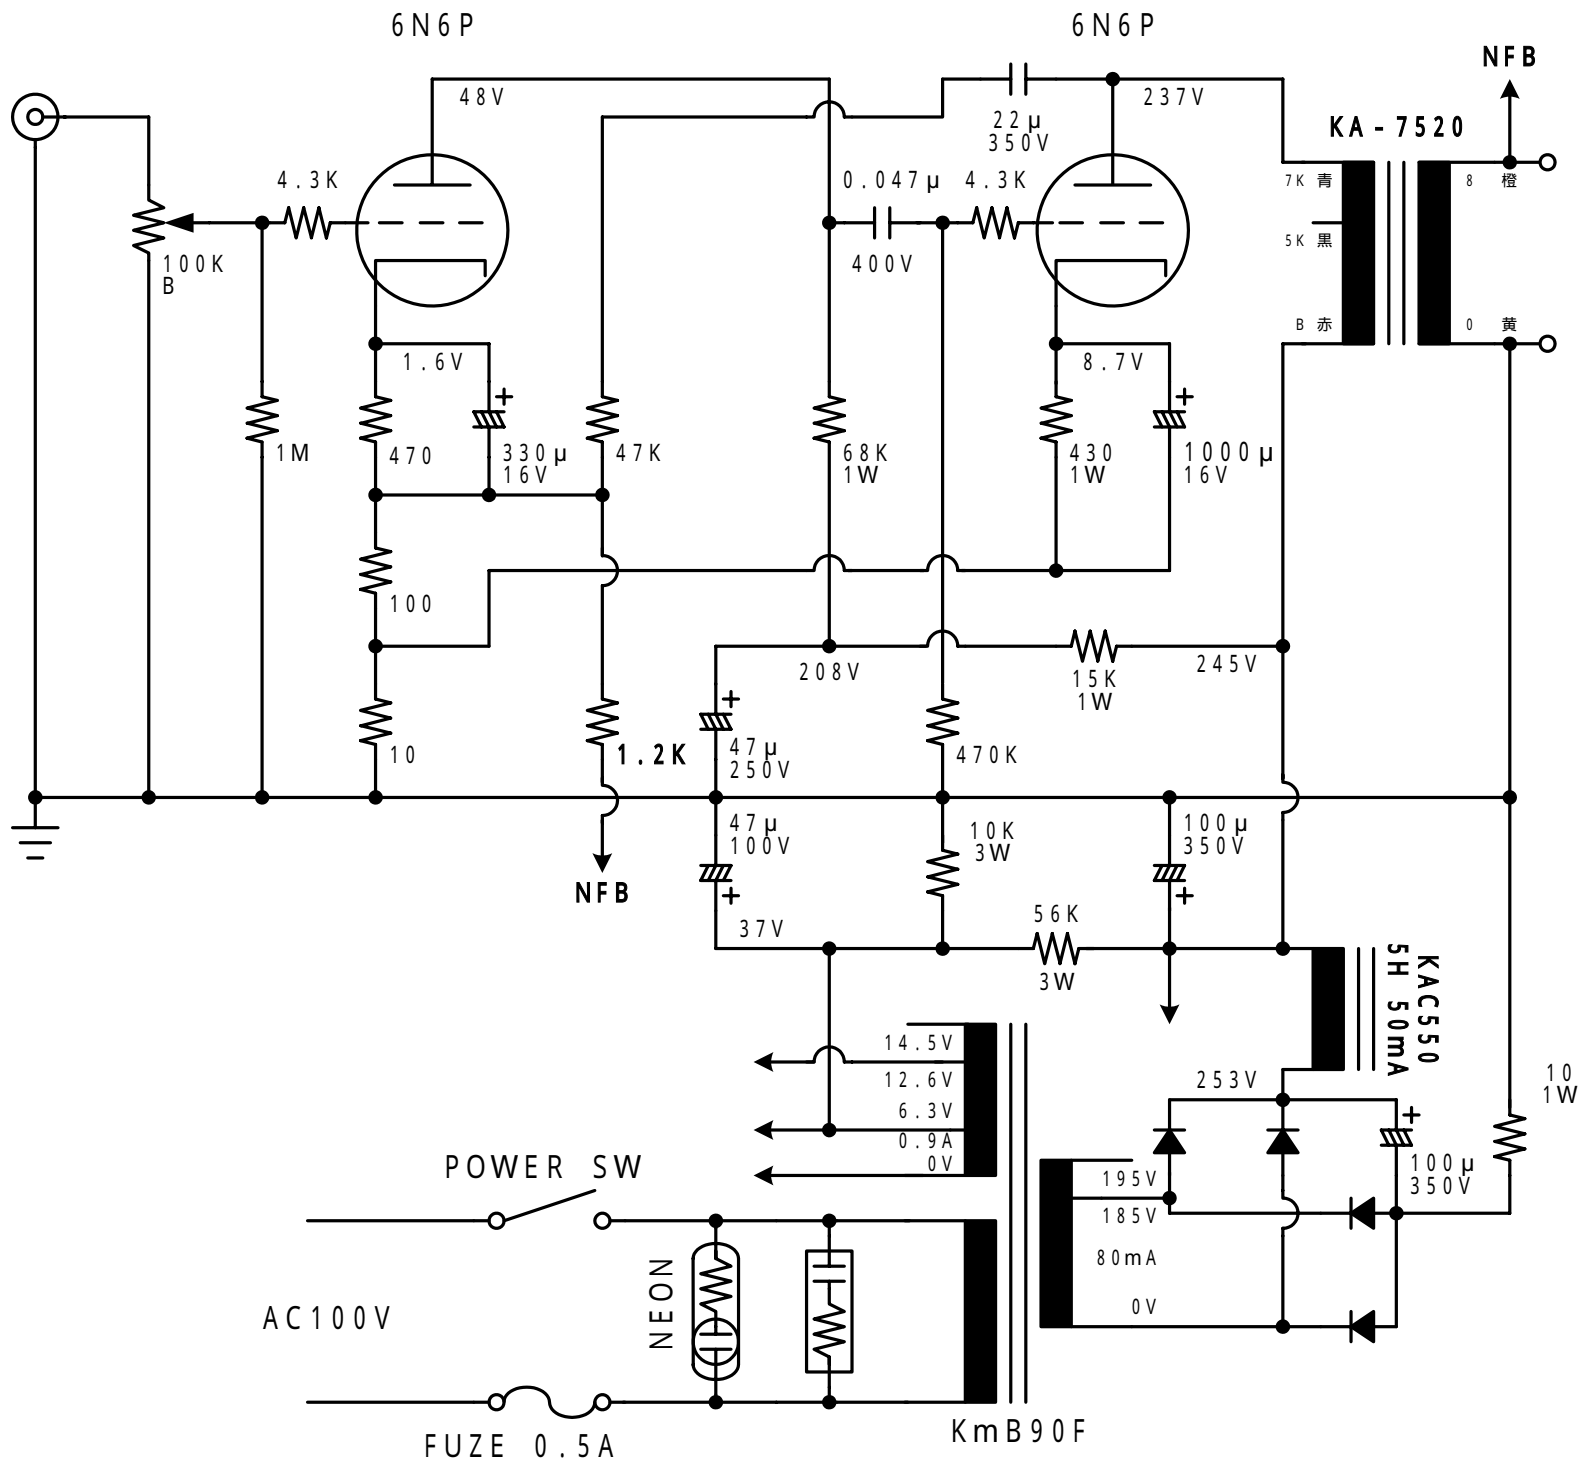 6N6P
6N6P
NFB
48V
237V
22μ
350V
KA-7520
4.3K
0.047μ
4.3K
7K 青
8 橙
100K
B
400V
5K 黒
B 赤
0 黄
1.6V
8.7V
1M
470
330μ
16V
47K
68K
1W
430
1W
1000μ
16V
100
208V
15K
1W
245V
10
1.2K
47μ
250V
470K
47μ
100V
10K
3W
100μ
350V
NFB
37V
56K
3W
KAC550
5H 50mA
14.5V
12.6V
6.3V
0.9A
0V
253V
10
1W
POWER SW
195V
185V
100μ
350V
80mA
0V
NEON
AC100V
FUZE 0.5A
KmB90F